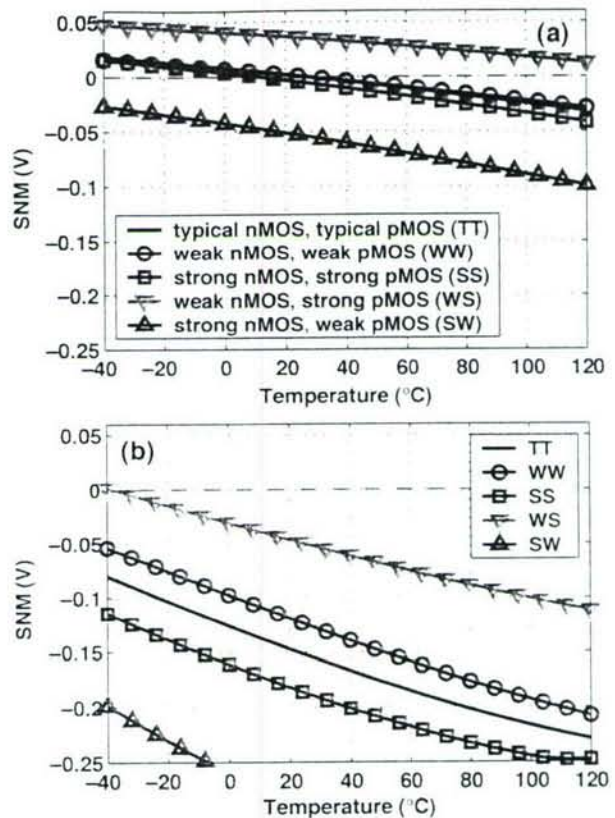 0.05
(a)
0
−0.05
−0.1
−0.15
−0.2
−0.25
SNM (V)
typical nMOS, typical pMOS (TT)
weak nMOS, weak pMOS (WW)
strong nMOS, strong pMOS (SS)
weak nMOS, strong pMOS (WS)
strong nMOS, weak pMOS (SW)
−40 −20 0 20 40 60 80 100 120
Temperature (°C)
0.05
(b)
0
−0.05
−0.1
−0.15
−0.2
−0.25
SNM (V)
TT
WW
SS
WS
SW
−40 −20 0 20 40 60 80 100 120
Temperature (°C)